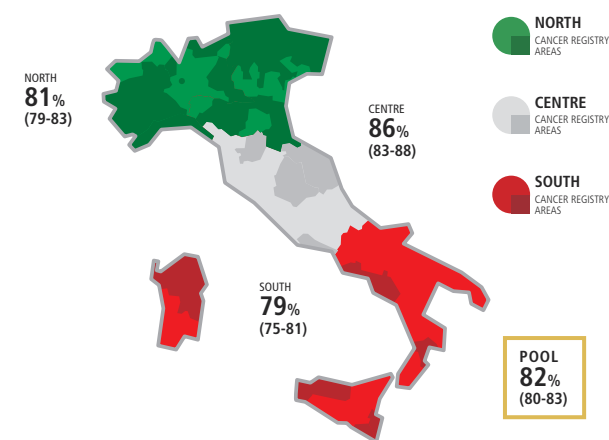 NORTH
81%
(79-83)
CENTRE
86%
(83-88)
SOUTH
79%
(75-81)
NORTH
CANCER REGISTRY
AREAS
CENTRE
CANCER REGISTRY
AREAS
SOUTH
CANCER REGISTRY
AREAS
POOL
82%
(80-83)